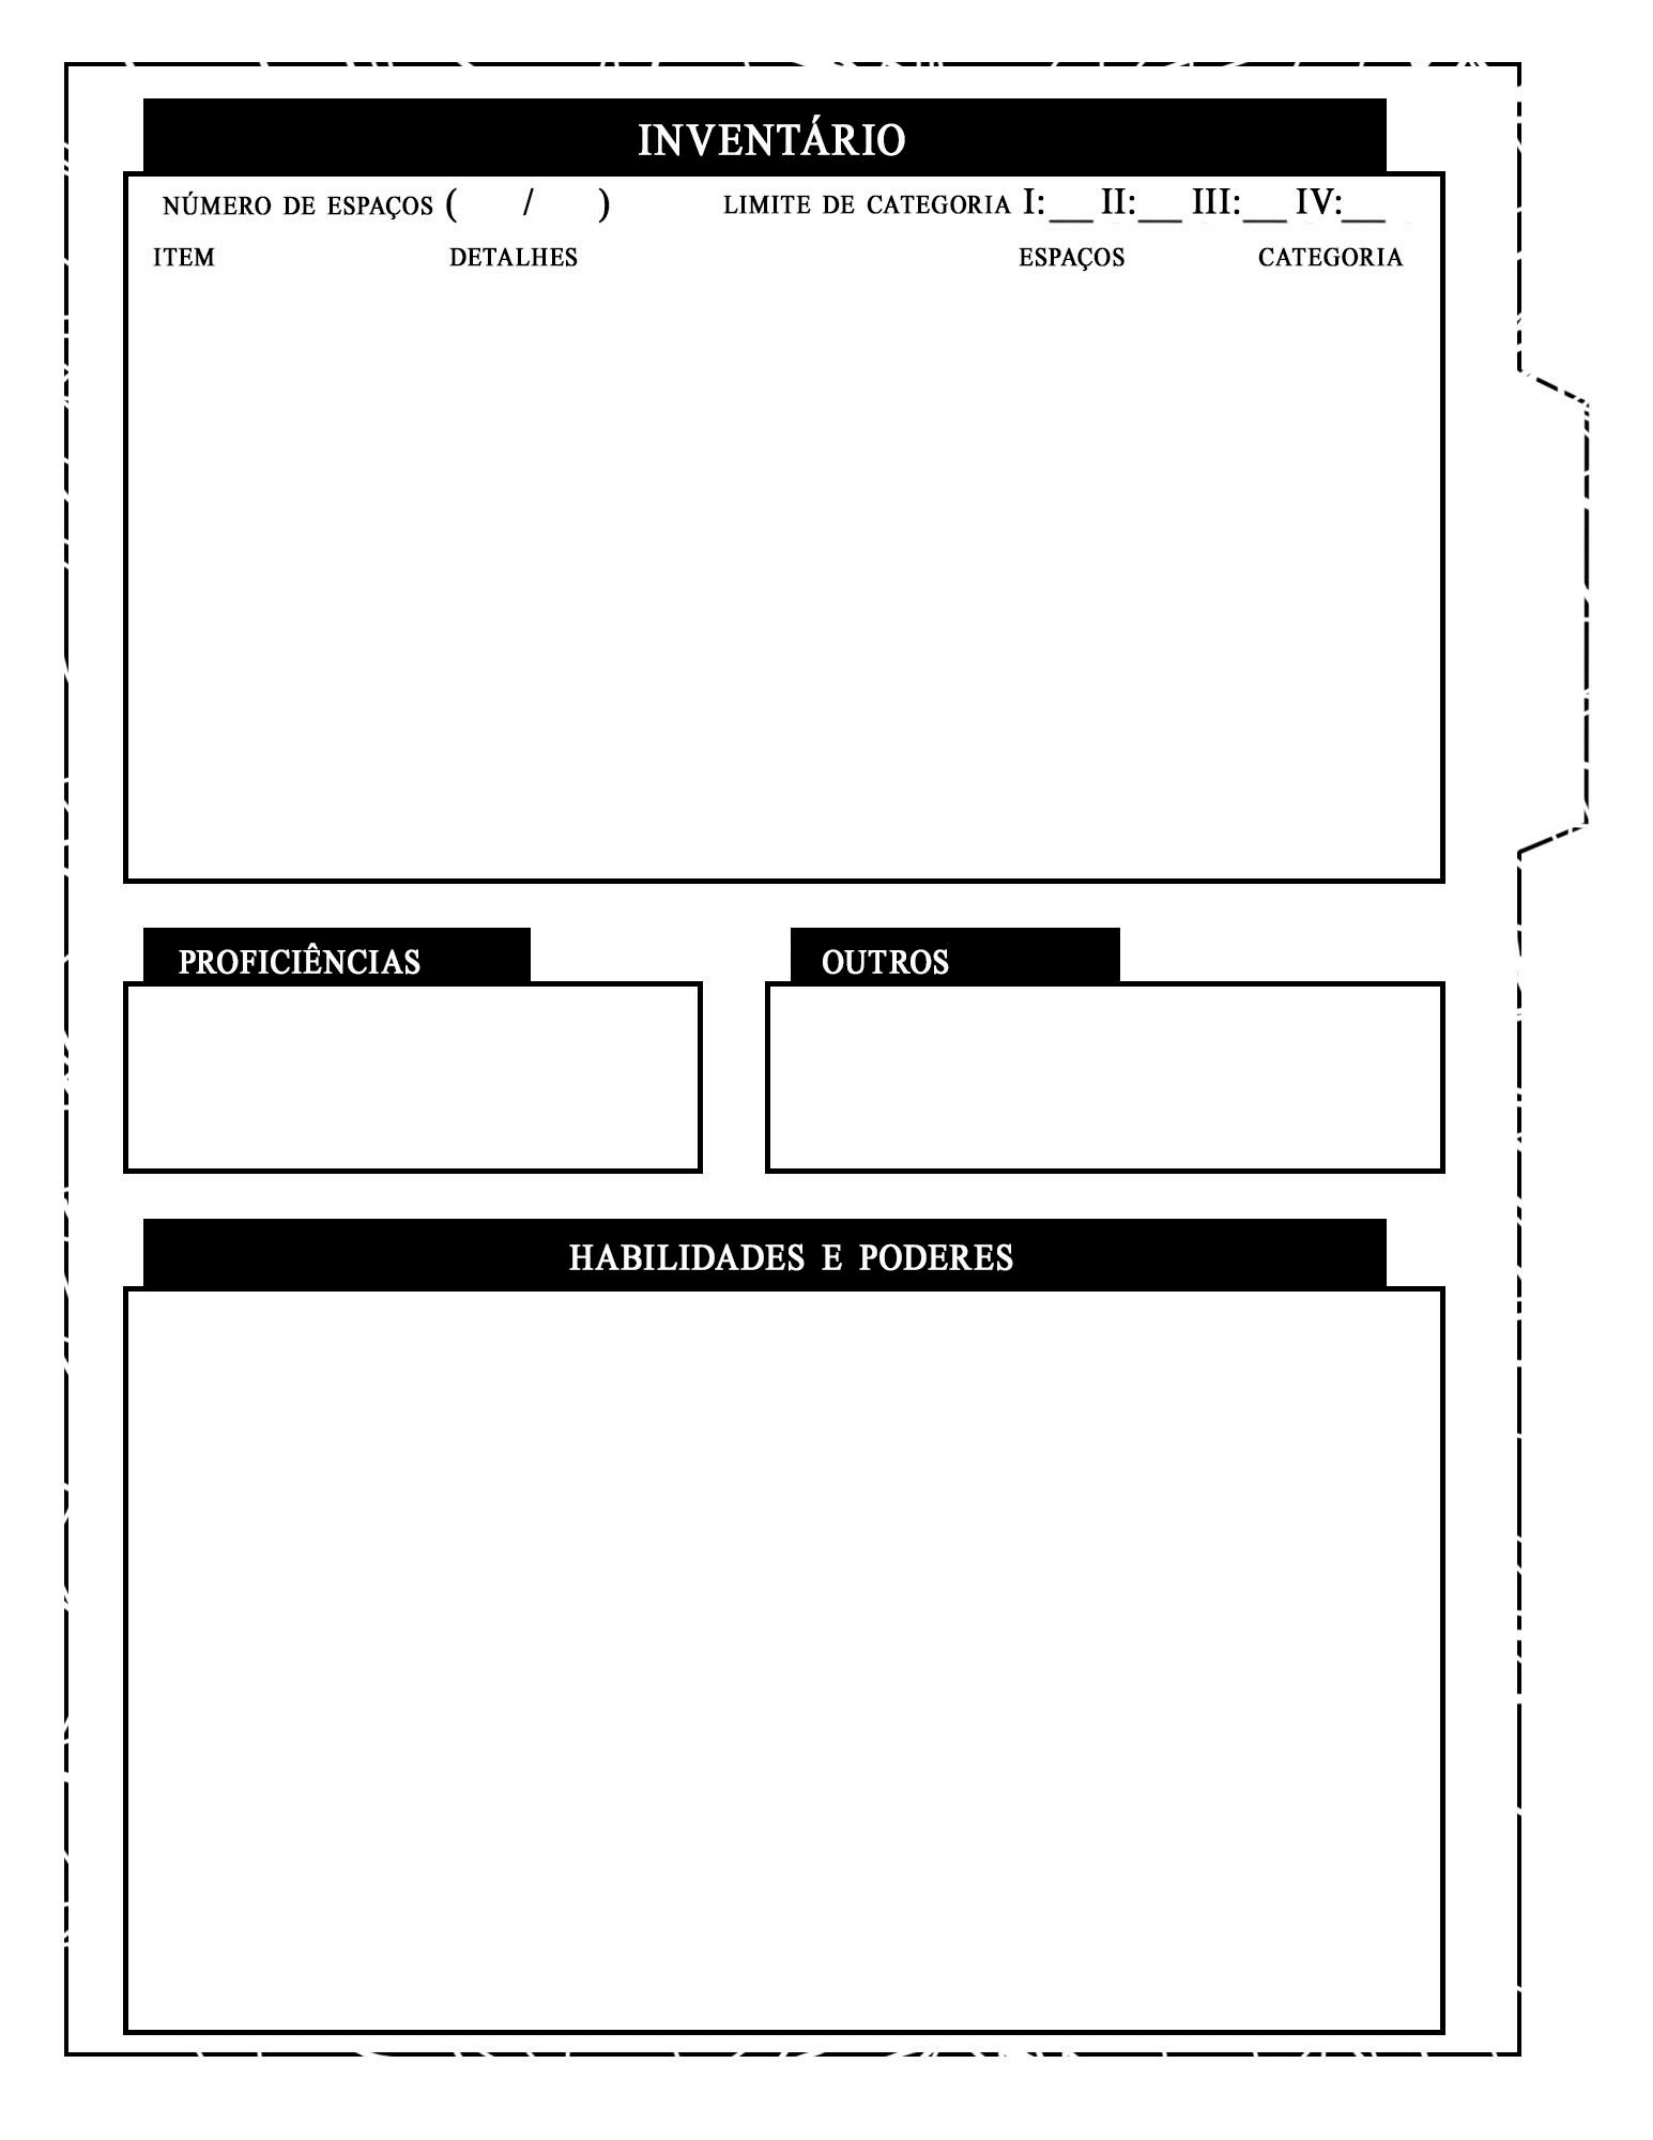 INVENTÁRIO
NÚMERO DE ESPAÇOS ( / ) LIMITE DE CATEGORIA I:__ II:__ III:__ IV:__
ITEM DETALHES ESPAÇOS CATEGORIA
PROFICIÊNCIAS OUTROS
HABILIDADES E PODERES